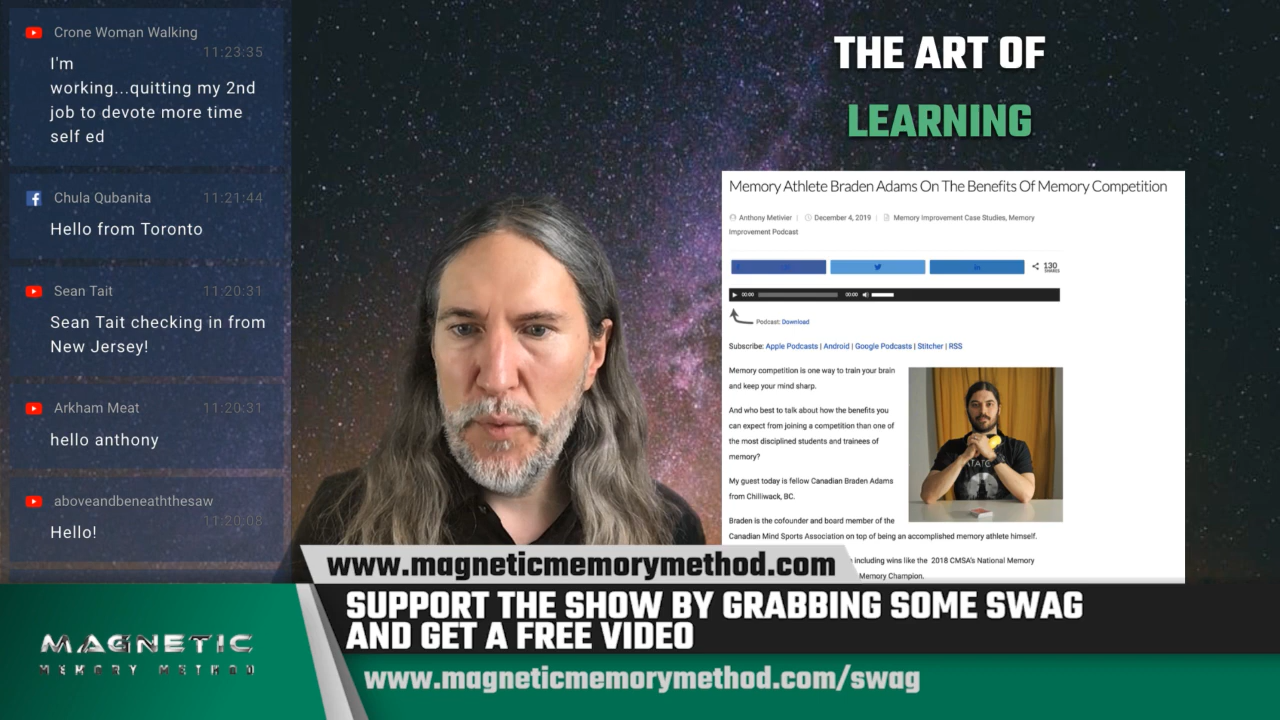 Crone Woman Walking
11:23:35
I'm
working...quitting my 2nd
job to devote more time
self ed
Chula Qubanita 11:21:44
Hello from Toronto
Sean Tait 11:20:31
Sean Tait checking in from
New Jersey!
Arkham Meat 11:20:31
hello anthony
aboveandbeneaththesaw
11:20:08
Hello!
THE ART OF
LEARNING
Memory Athlete Braden Adams On The Benefits Of Memory Competition
Anthony Metivier | December 4, 2019 | Memory Improvement Case Studies, Memory
Improvement Podcast
130
SHARES
00:00 00:00
Podcast: Download
Subscribe: Apple Podcasts | Android | Google Podcasts | Stitcher | RSS
Memory competition is one way to train your brain
and keep your mind sharp.
And who best to talk about how the benefits you
can expect from joining a competition than one of
the most disciplined students and trainees of
memory?
My guest today is fellow Canadian Braden Adams
from Chilliwack, BC.
Braden is the cofounder and board member of the
Canadian Mind Sports Association on top of being an accomplished memory athlete himself.
including wins like the 2018 CMSA's National Memory
Memory Champion.
www.magneticmemorymethod.com
SUPPORT THE SHOW BY GRABBING SOME SWAG
AND GET A FREE VIDEO
www.magneticmemorymethod.com/swag
MAGNETIC
MEMORY METHOD